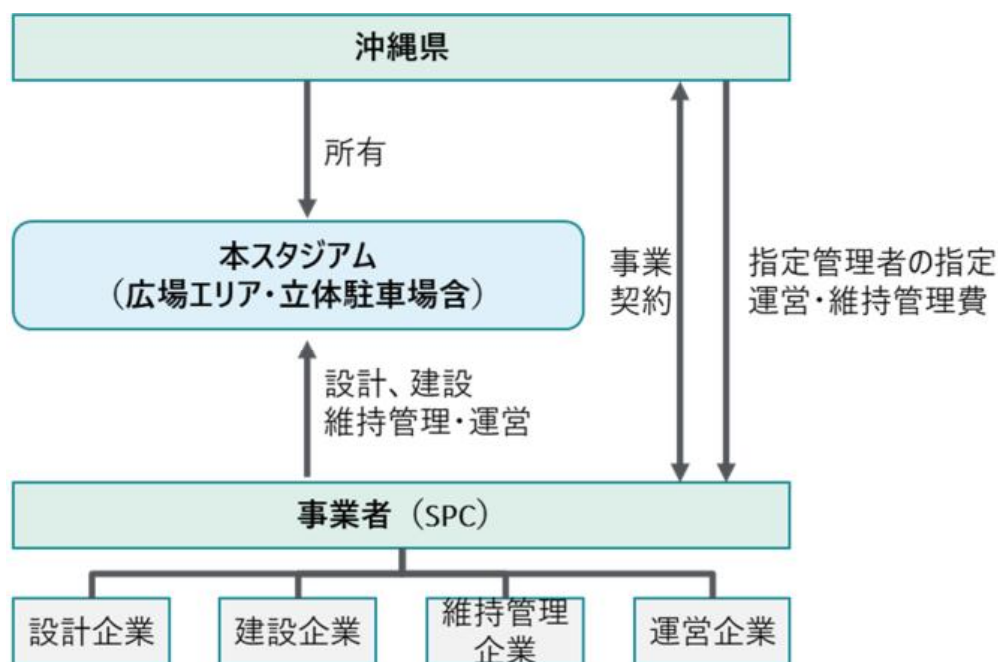 沖縄県
所有
本スタジアム
（広場エリア・立体駐車場含）
事業
契約
指定管理者の指定
運営・維持管理費
設計、建設
維持管理・運営
事業者（SPC）
設計企業
建設企業
維持管理
企業
運営企業